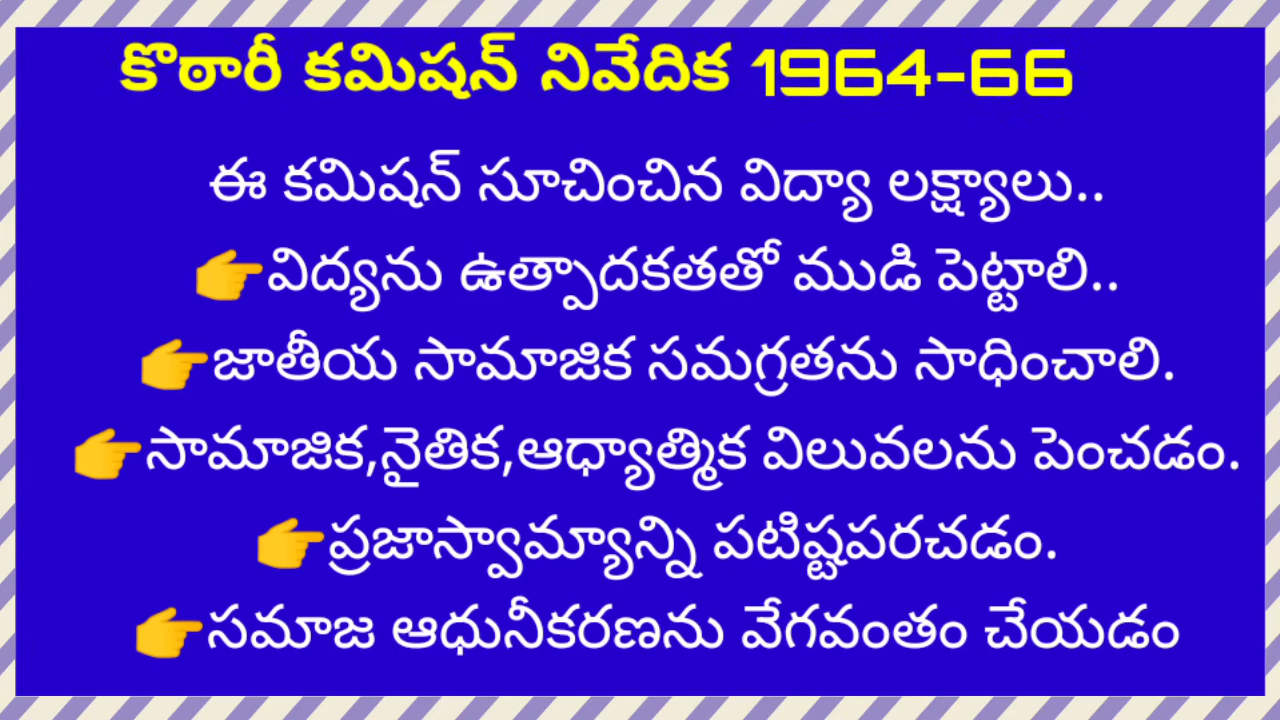 కొఠారీ కమిషన్ నివేదిక 1964-66
ఈ కమిషన్ సూచించిన విద్యా లక్ష్యాలు..
👉విద్యను ఉత్పాదకతతో ముడి పెట్టాలి..
👉జాతీయ సామాజిక సమగ్రతను సాధించాలి.
👉సామాజిక,నైతిక,ఆధ్యాత్మిక విలువలను పెంచడం.
👉ప్రజాస్వామ్యాన్ని పటిష్టపరచడం.
👉సమాజ ఆధునీకరణను వేగవంతం చేయడం